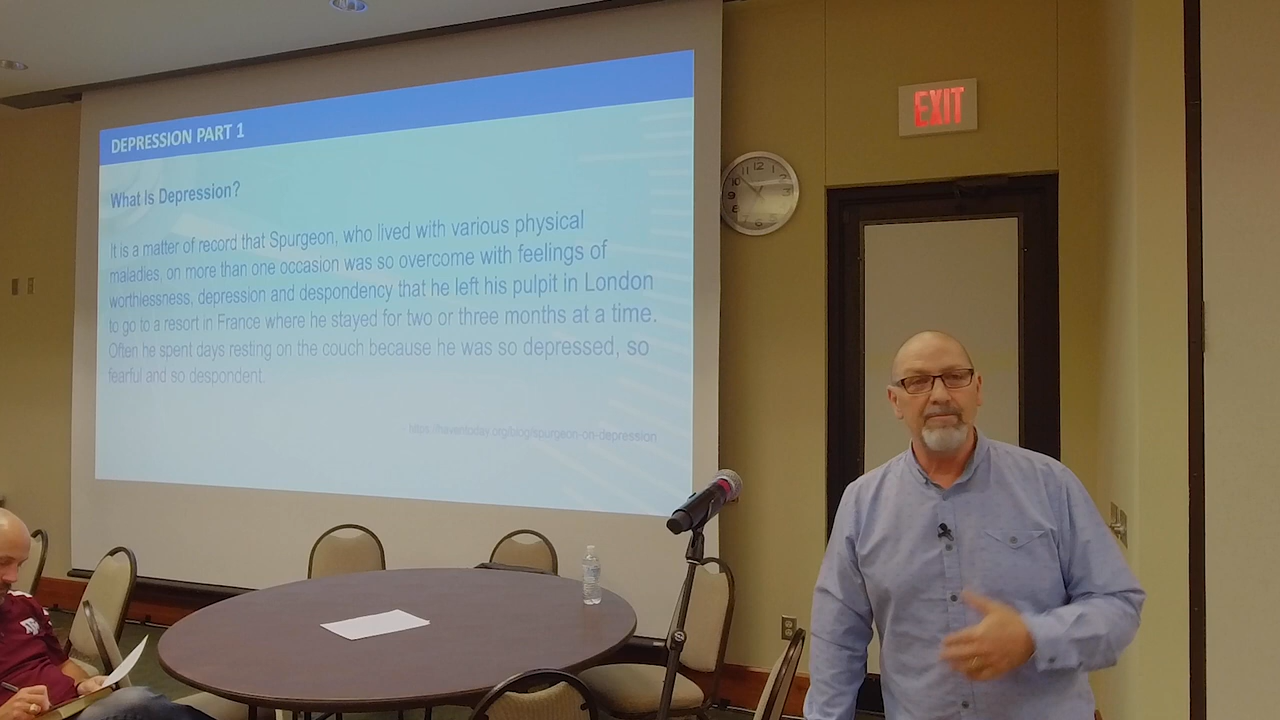 DEPRESSION PART 1
What Is Depression?
It is a matter of record that Spurgeon, who lived with various physical
maladies, on more than one occasion was so overcome with feelings of
worthlessness, depression and despondency that he left his pulpit in London
to go to a resort in France where he stayed for two or three months at a time.
Often he spent days resting on the couch because he was so depressed, so
fearful and so despondent.
https://haventoday.org/blog/spurgeon-on-depression
EXIT